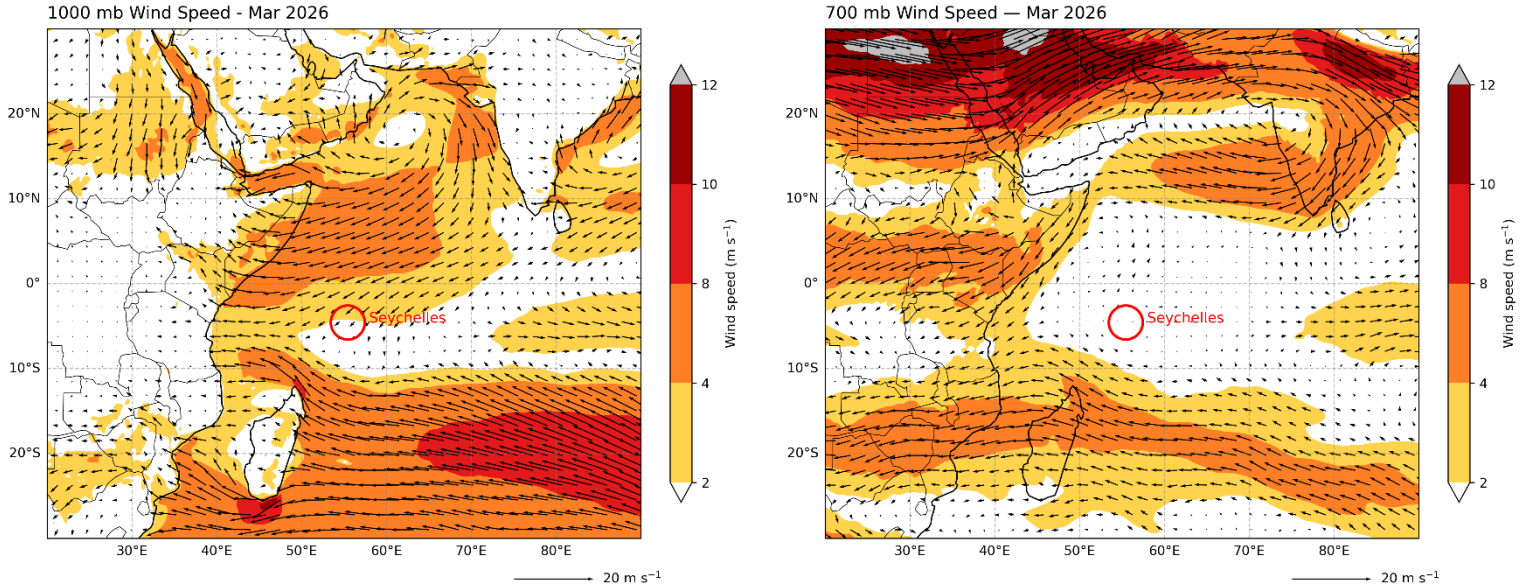 1000 mb Wind Speed - Mar 2026
20°N
10°N
0°
10°S
20°S
30°E
40°E
50°E
60°E
70°E
80°E
Seychelles
12
10
8
4
2
Wind speed (m s⁻¹)
20 m s⁻¹
700 mb Wind Speed — Mar 2026
20°N
10°N
0°
10°S
20°S
30°E
40°E
50°E
60°E
70°E
80°E
Seychelles
12
10
8
4
2
Wind speed (m s⁻¹)
20 m s⁻¹